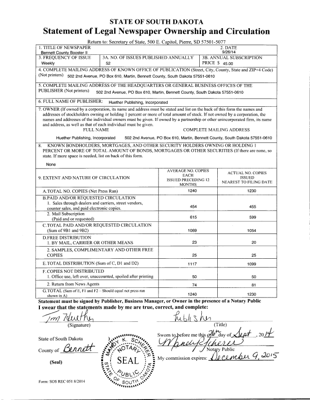 STATE OF SOUTH DAKOTA
Statement of Legal Newspaper Ownership and Circulation
Return to: Secretary of State, 500 E. Capitol, Pierre, SD 57501-5077
1. TITLE OF NEWSPAPER
Bennett County Booster II
2. DATE
3. FREQUENCY OF ISSUE
Weekly
3A. NO. OF ISSUES PUBLISHED ANNUALLY
52
3B. ANNUAL SUBSCRIPTION
PRICE $
4. COMPLETE MAILING ADDRESS OF KNOWN OFFICE OF PUBLICATION (Street, City, County, State and ZIP+4 Code)
(Not printers) 502 2nd Avenue, PO Box 610, Martin, Bennett County, South Dakota 57551-0610
5. COMPLETE MAILING ADDRESS OF THE HEADQUARTERS OR GENERAL BUSINESS OFFICES OF THE
PUBLISHER (Not printers) 502 2nd Avenue, PO Box 610, Martin, Bennett County, South Dakota 57551-0610
6. FULL NAME OF PUBLISHER: Huether Publishing, Incorporated
7. OWNER (If owned by a corporation, its name and address must be stated and list on the back of this form the names and
addresses of stockholders owning or holding 1 percent or more of total amount of stock. If not owned by a corporation, the
names and addresses of the individual owners must be given. If owned by a partnership or other unincorporated firm, its name
and address, as well as that of each individual must be given.
FULL NAME COMPLETE MAILING ADDRESS
Huether Publishing, Incorporated 502 2nd Avenue, PO Box 610, Martin, Bennett County, South Dakota 57551-0610
8. KNOWN BONDHOLDERS, MORTGAGES, AND OTHER SECURITY HOLDERS OWNING OR HOLDING 1
PERCENT OR MORE OF TOTAL AMOUNT OF BONDS, MORTGAGES OR OTHER SECURITIES (If there are none, so
state. If more space is needed, list on back of this form.
None
9. EXTENT AND NATURE OF CIRCULATION
AVERAGE NO. COPIES
EACH
ISSUED PRECEDING 12
MONTHS
ACTUAL NO. COPIES
ISSUED
NEAREST TO FILING DATE
A. TOTAL NO. COPIES (Net Press Run) 1240 1230
B. PAID AND/OR REQUESTED CIRCULATION
1. Sales through dealers and carriers, street vendors,
counter sales, and paid electronic copies. 484 455
2. Mail Subscription
(Paid and/or requested) 615 599
C. TOTAL PAID AND/OR REQUESTED CIRCULATION
(Sum of 9B1 and 9B2) 1099 1054
D. FREE DISTRIBUTION
1. BY MAIL, CARRIER OR OTHER MEANS 20
2. SAMPLES, COMPLIMENTARY AND OTHER FREE
COPIES 25
E. TOTAL DISTRIBUTION (Sum of C, D1 and D2) 1117 1099
F. COPIES NOT DISTRIBUTED
1. Office use, left over, unaccounted, spoiled after printing 50 50
2. Return from News Agents 74 81
G. TOTAL (Sum of E, F1 and F2 - Should equal net press run
shown in A) 1240 1230
Statement must be signed by Publisher, Business Manager, or Owner in the presence of a Notary Public
I swear that the statements made by me are true, correct, and complete:
Tim Huether Publisher
(Signature) (Title)
State of South Dakota
County of Bennett
(Seal)
SEAL
NOTARY PUBLIC
SOUTH DAKOTA
Sworn to before me this day of Sept, 2014
Notary Public
My commission expires: December 9, 2015
Form: SOS REC 051 8/2014